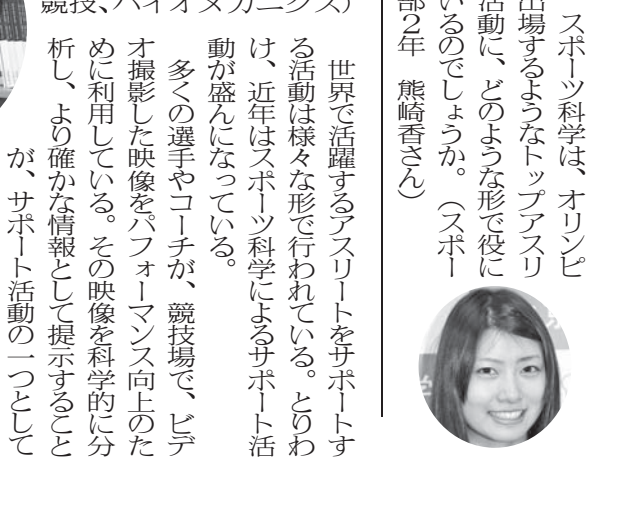 スポーツ科学は、オリンピ
出場するようなトップアスリ
活動に、どのような形で役に
いるのでしょうか。（スポー
部２年　熊崎香さん）
競技、バイオメカニクス）
世界で活躍するアスリートをサポートす
る活動は様々な形で行われている。とりわ
け、近年はスポーツ科学によるサポート活
動が盛んになっている。
多くの選手やコーチが、競技場で、ビデ
オ撮影した映像をパフォーマンス向上のた
めに利用している。その映像を科学的に分
析し、より確かな情報として提示すること
が、サポート活動の一つとして